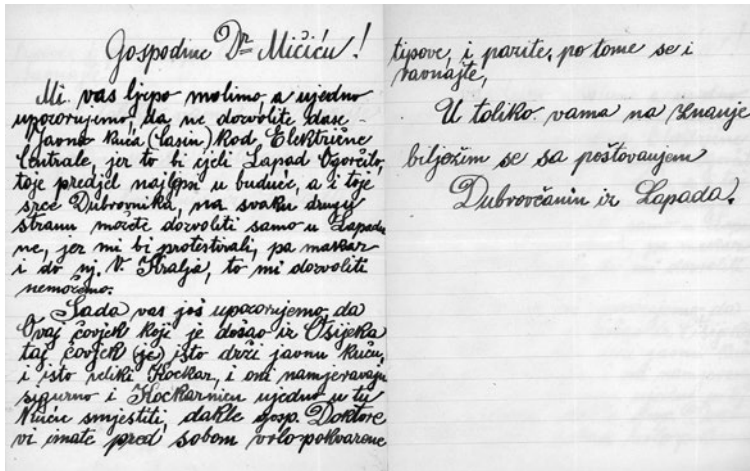 Gospodine Dr Mičiću!
Mi vas ljepo molimo, a ujedno
upozorujemo, da ne dozvolite dase
Javna kuća (Casin) kod Električne
Centrale, jer to bi cjeli Lapad Ogorčilo,
toje predjel najlepši u buduće, a i toje
srce Dubrovnika, na svaku drugu
stranu možete dozvoliti samo u Lapadu
ne, jer mi bi protestirali, pa makar
i do nj. V. Kralja, to mi dozvoliti
nemožemo.
Sada vas još upozorujemo, da
Ovaj čovjek koji je došao iz Osijeka
taj čovjek (je) isto drži javnu kuću,
i isto veliki Kockar, i oni namjeravaju
sigurno i Kockarnicu ujedno u tu
Kuću smjestiti, dakle gosp. Doktore
vi imate pred sobom vrlo pokvarene
tipove, i pazite, po tome se i
ravnajte,
U toliko vama na znanje
biljezim se sa poštovanjem
Dubrovčanin iz Lapada.